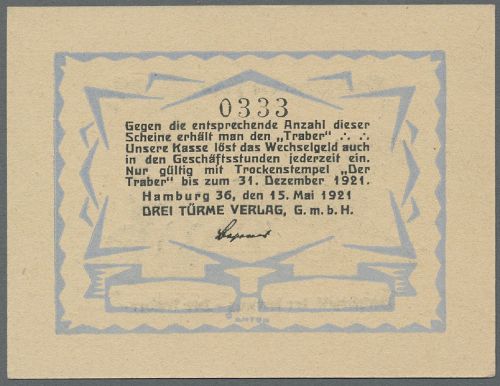 0333
Gegen die entsprechende Anzahl dieser
Scheine erhält man den „Traber" ∴ ∴
Unsere Kasse löst das Wechselgeld auch
in den Geschäftsstunden jederzeit ein.
Nur gültig mit Trockenstempel „Der
Traber" bis zum 31. Dezember 1921.
Hamburg 36, den 15. Mai 1921
DREI TÜRME VERLAG, G. m. b. H.